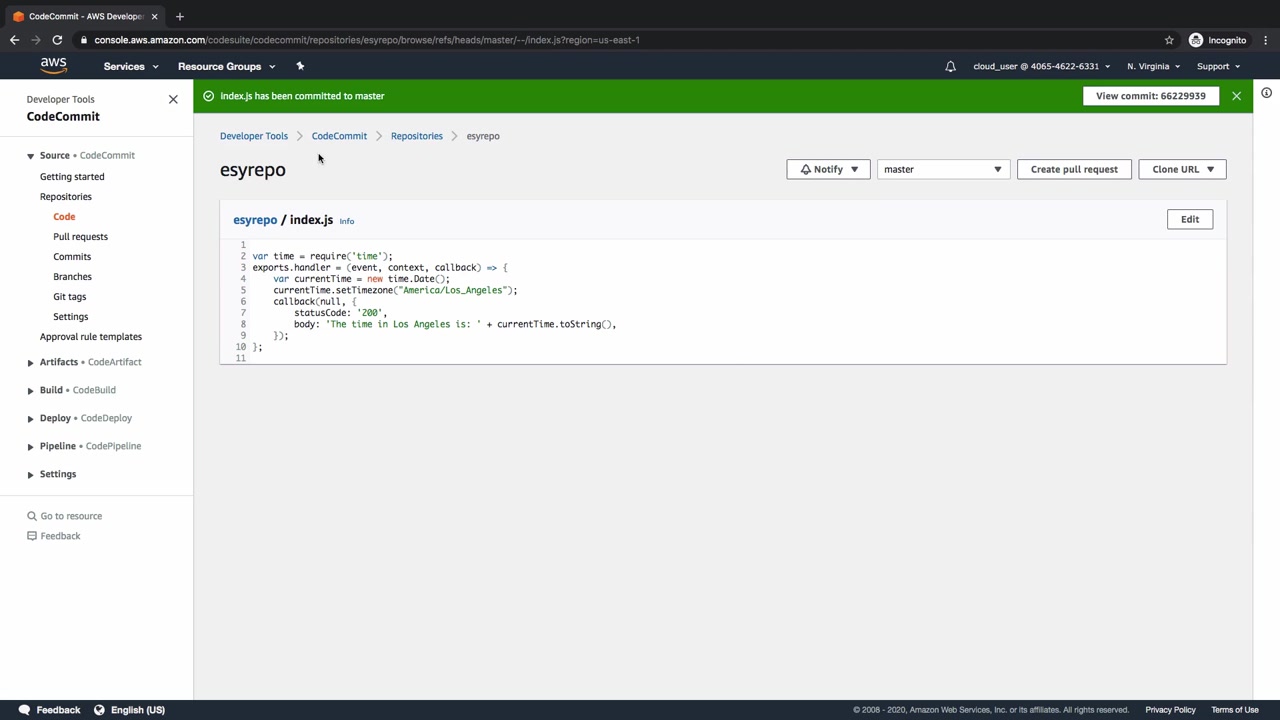 CodeCommit - AWS Developer
console.aws.amazon.com/codesuite/codecommit/repositories/esyrepo/browse/refs/heads/master/--/index.js?region=us-east-1
Incognito
aws
Services
Resource Groups
cloud_user @ 4065-4622-6331
N. Virginia
Support
Developer Tools
CodeCommit
Source • CodeCommit
Getting started
Repositories
Code
Pull requests
Commits
Branches
Git tags
Settings
Approval rule templates
Artifacts • CodeArtifact
Build • CodeBuild
Deploy • CodeDeploy
Pipeline • CodePipeline
Settings
Go to resource
Feedback
index.js has been committed to master
View commit: 66229939
Developer Tools > CodeCommit > Repositories > esyrepo
esyrepo
Notify
master
Create pull request
Clone URL
esyrepo / index.js Info
Edit
1
2 var time = require('time');
3 exports.handler = (event, context, callback) => {
4     var currentTime = new time.Date();
5     currentTime.setTimezone("America/Los_Angeles");
6     callback(null, {
7         statusCode: '200',
8         body: 'The time in Los Angeles is: ' + currentTime.toString(),
9     });
10 };
11
Feedback
English (US)
© 2008 - 2020, Amazon Web Services, Inc. or its affiliates. All rights reserved.
Privacy Policy
Terms of Use